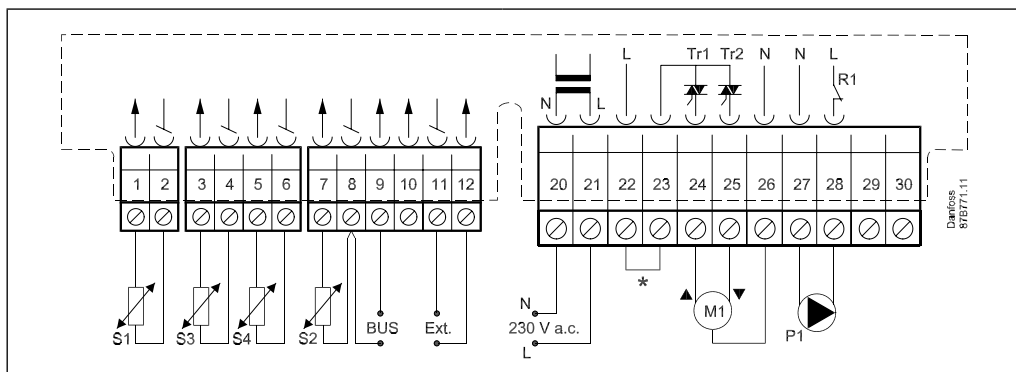 L Tr1 Tr2 N N L
R1
N L
1 2 3 4 5 6 7 8 9 10 11 12
20 21 22 23 24 25 26 27 28 29 30
Danfoss
87B771.11
*
S1 S3 S4 S2 BUS Ext.
N
230 V a.c.
L
M1
P1